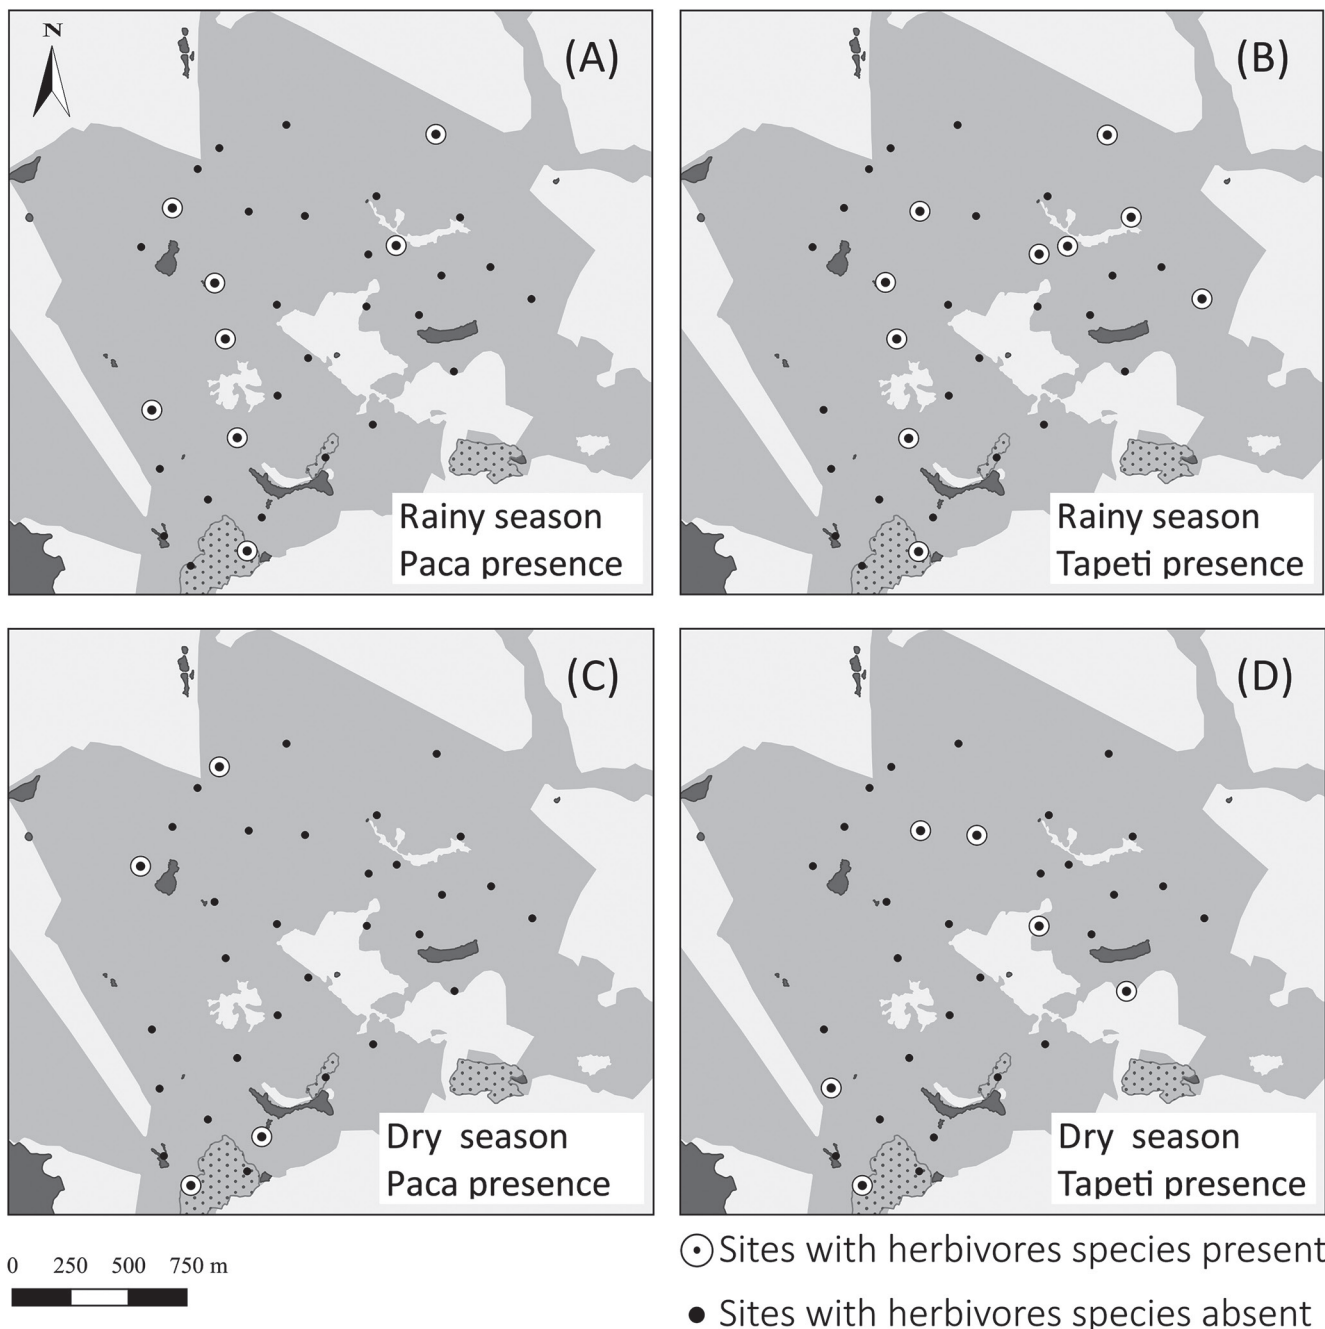 N
(A)
(B)
Rainy season
Paca presence
Rainy season
Tapeti presence
(C)
(D)
Dry season
Paca presence
Dry season
Tapeti presence
0 250 500 750 m
Sites with herbivores species present
Sites with herbivores species absent